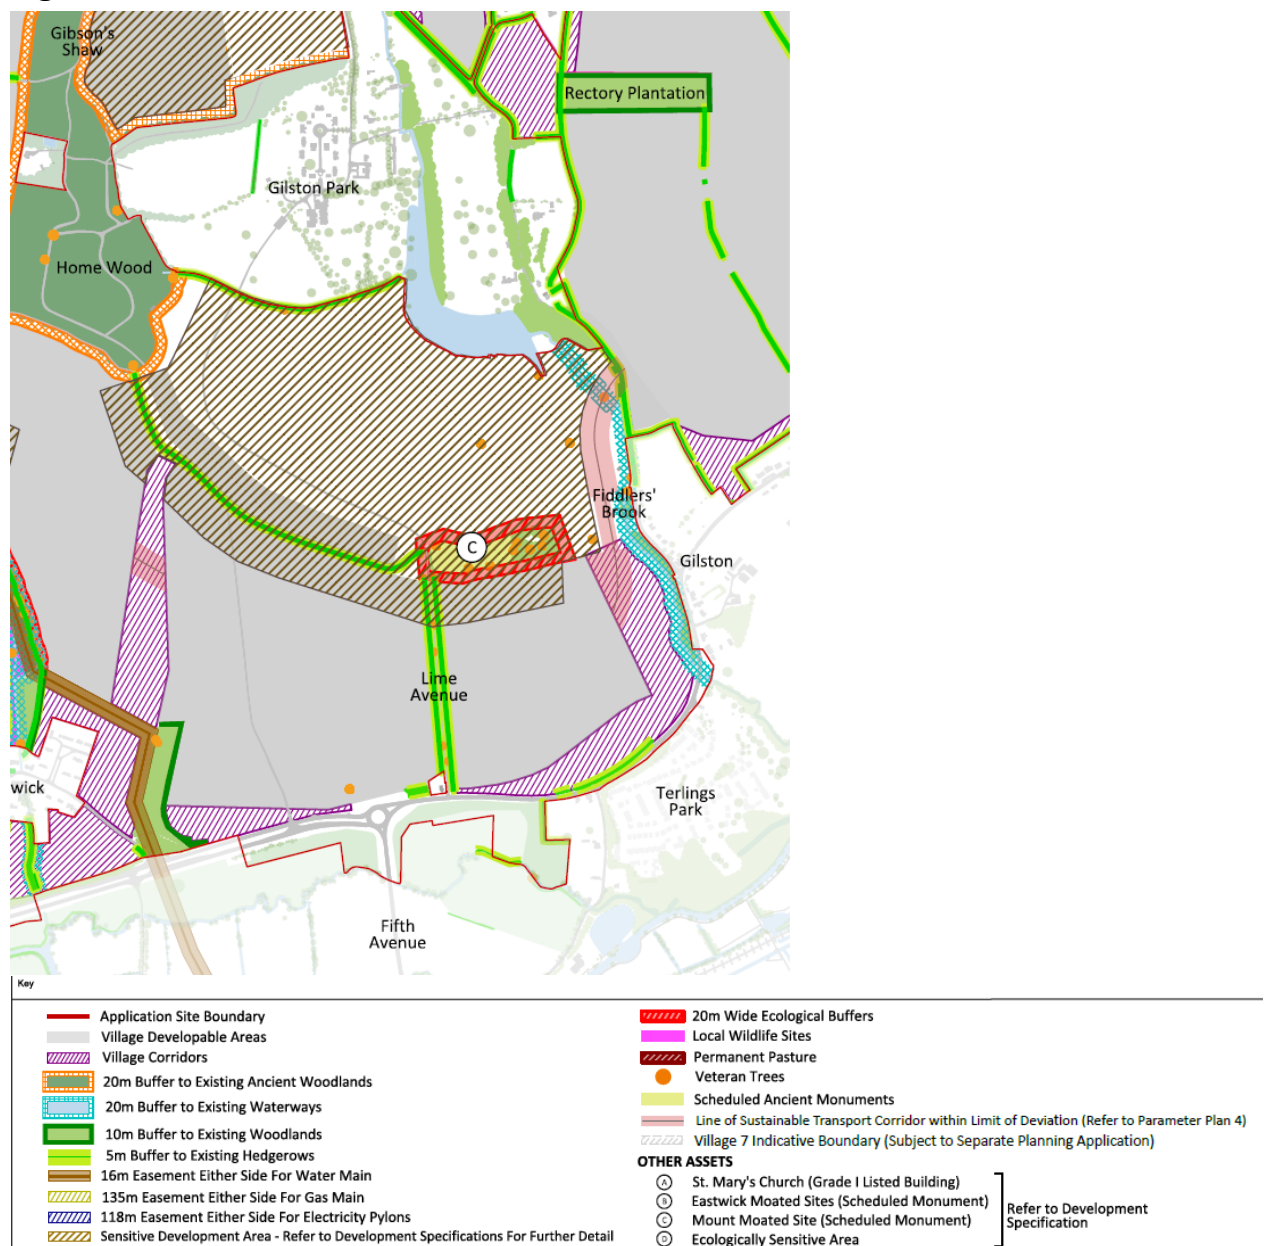 Gibson's
Shaw
Rectory Plantation
Gilston Park
Home Wood
C
Fiddlers'
Brook
Gilston
Lime
Avenue
wick
Terlings
Park
Fifth
Avenue
Key
Application Site Boundary
Village Developable Areas
Village Corridors
20m Buffer to Existing Ancient Woodlands
20m Buffer to Existing Waterways
10m Buffer to Existing Woodlands
5m Buffer to Existing Hedgerows
16m Easement Either Side For Water Main
135m Easement Either Side For Gas Main
118m Easement Either Side For Electricity Pylons
Sensitive Development Area - Refer to Development Specifications For Further Detail
20m Wide Ecological Buffers
Local Wildlife Sites
Permanent Pasture
Veteran Trees
Scheduled Ancient Monuments
Line of Sustainable Transport Corridor within Limit of Deviation (Refer to Parameter Plan 4)
Village 7 Indicative Boundary (Subject to Separate Planning Application)
OTHER ASSETS
A St. Mary's Church (Grade I Listed Building)
B Eastwick Moated Sites (Scheduled Monument)
C Mount Moated Site (Scheduled Monument)
D Ecologically Sensitive Area
Refer to Development
Specification